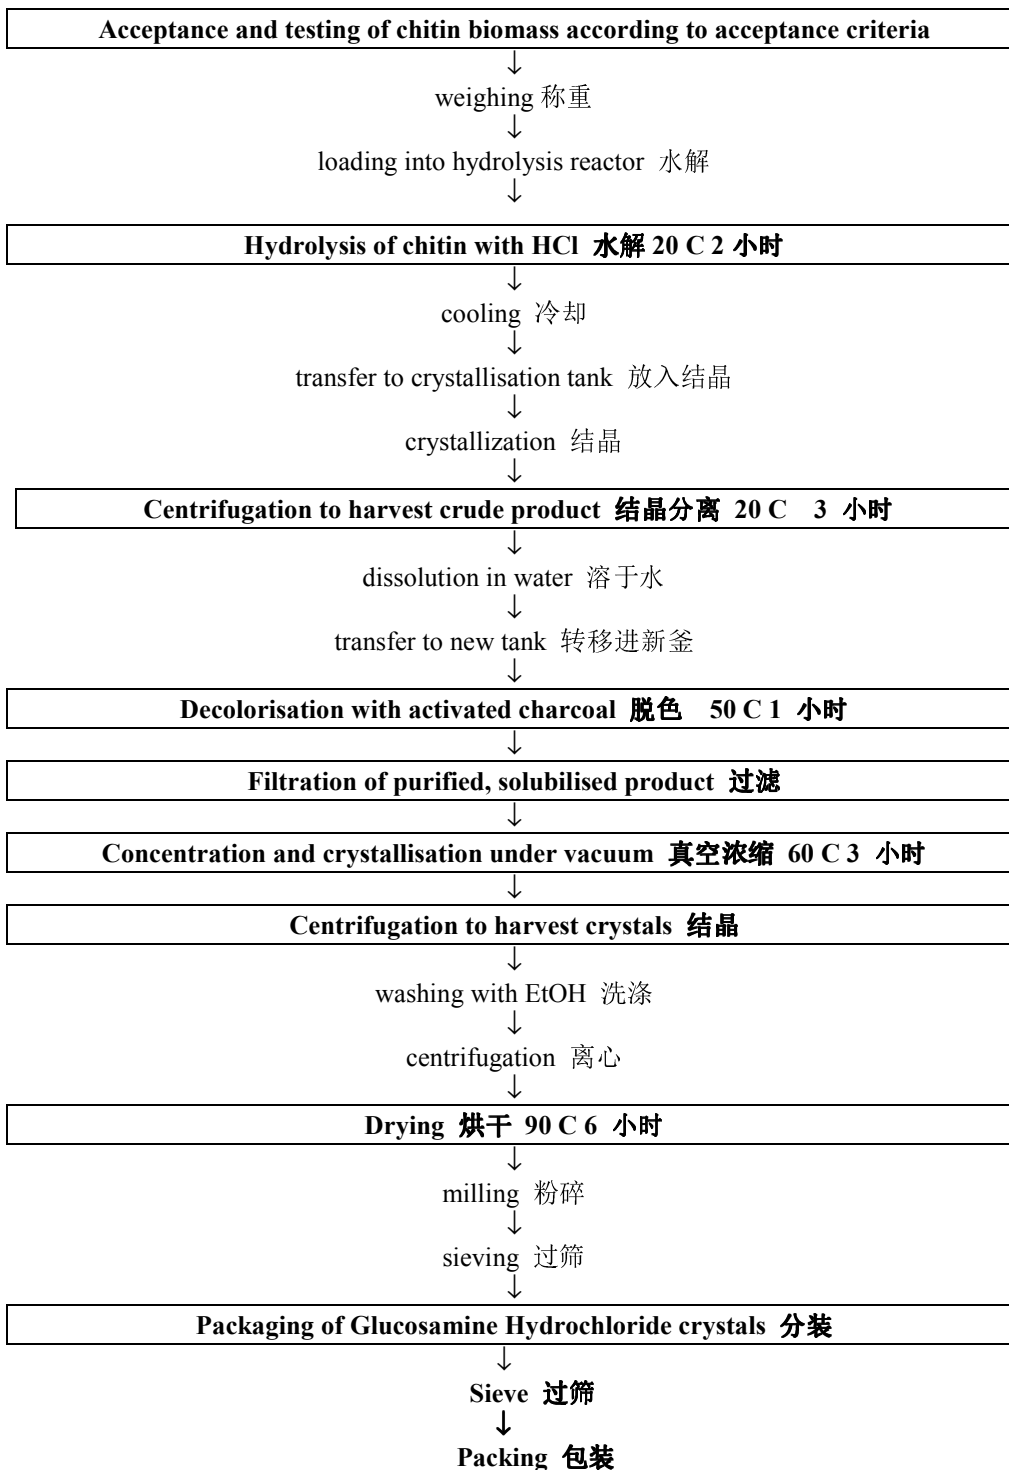 Acceptance and testing of chitin biomass according to acceptance criteria
↓
weighing 称重
↓
loading into hydrolysis reactor 水解
↓
Hydrolysis of chitin with HCl 水解 20 C 2 小时
↓
cooling 冷却
↓
transfer to crystallisation tank 放入结晶
↓
crystallization 结晶
↓
Centrifugation to harvest crude product 结晶分离 20 C 3 小时
↓
dissolution in water 溶于水
↓
transfer to new tank 转移进新釜
↓
Decolorisation with activated charcoal 脱色 50 C 1 小时
↓
Filtration of purified, solubilised product 过滤
↓
Concentration and crystallisation under vacuum 真空浓缩 60 C 3 小时
↓
Centrifugation to harvest crystals 结晶
↓
washing with EtOH 洗涤
↓
centrifugation 离心
↓
Drying 烘干 90 C 6 小时
↓
milling 粉碎
↓
sieving 过筛
↓
Packaging of Glucosamine Hydrochloride crystals 分装
↓
Sieve 过筛
↓
Packing 包装